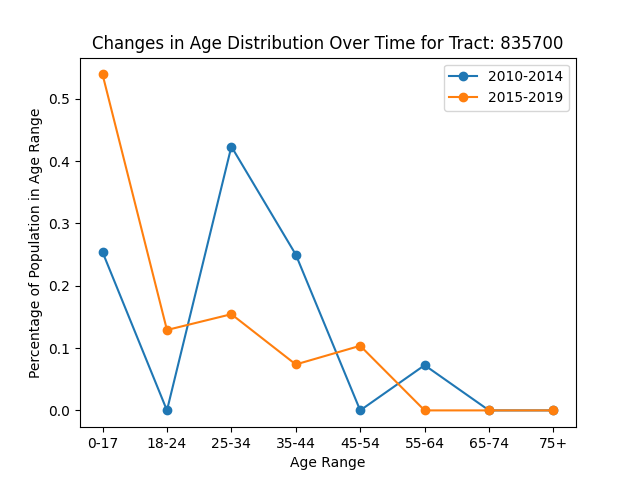 Changes in Age Distribution Over Time for Tract: 835700
2010-2014
2015-2019
Percentage of Population in Age Range
0.5
0.4
0.3
0.2
0.1
0.0
0-17 18-24 25-34 35-44 45-54 55-64 65-74 75+
Age Range